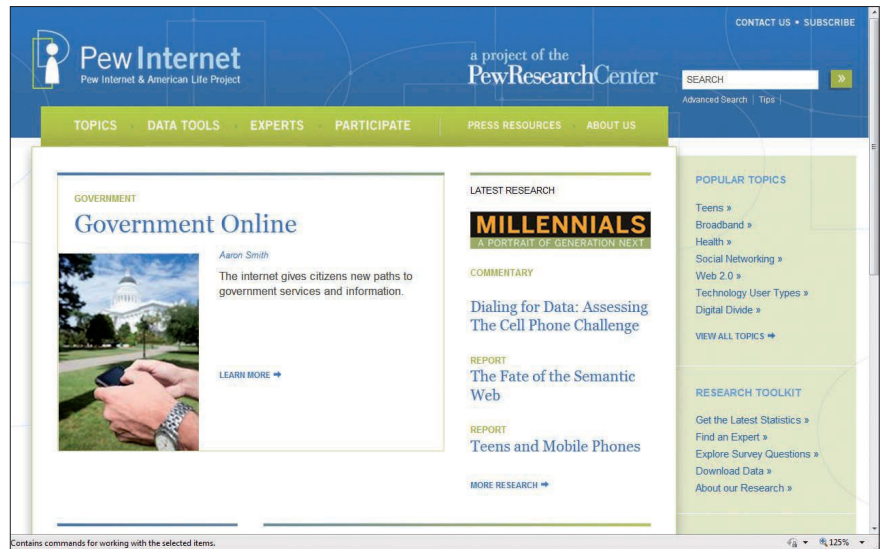 CONTACT US • SUBSCRIBE
Pew Internet
Pew Internet & American Life Project
a project of the
PewResearchCenter
SEARCH
»
Advanced Search | Tips |
TOPICS
DATA TOOLS
EXPERTS
PARTICIPATE
PRESS RESOURCES
ABOUT US
GOVERNMENT
Government Online
Aaron Smith
The internet gives citizens new paths to
government services and information.
LEARN MORE ➡
LATEST RESEARCH
MILLENNIALS
A PORTRAIT OF GENERATION NEXT
COMMENTARY
Dialing for Data: Assessing
The Cell Phone Challenge
REPORT
The Fate of the Semantic
Web
REPORT
Teens and Mobile Phones
MORE RESEARCH ➡
POPULAR TOPICS
Teens »
Broadband »
Health »
Social Networking »
Web 2.0 »
Technology User Types »
Digital Divide »
VIEW ALL TOPICS ➡
RESEARCH TOOLKIT
Get the Latest Statistics »
Find an Expert »
Explore Survey Questions »
Download Data »
About our Research »
Contains commands for working with the selected items.
125%